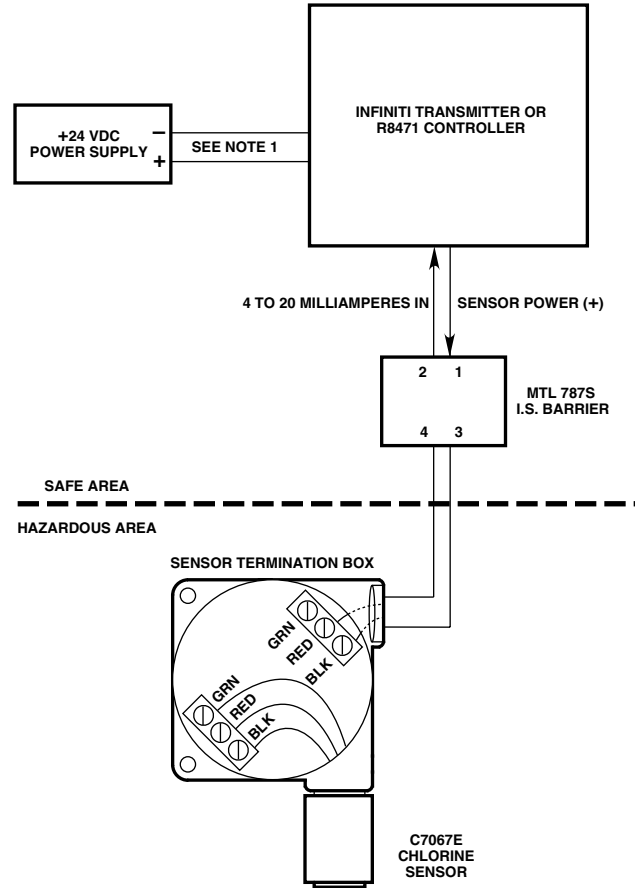 INFINITI TRANSMITTER OR
R8471 CONTROLLER
+24 VDC
POWER SUPPLY
–
+
SEE NOTE 1
4 TO 20 MILLIAMPERES IN
SENSOR POWER (+)
2 1
4 3
MTL 787S
I.S. BARRIER
SAFE AREA
HAZARDOUS AREA
SENSOR TERMINATION BOX
GRN
RED
BLK
GRN
RED
BLK
C7067E
CHLORINE
SENSOR